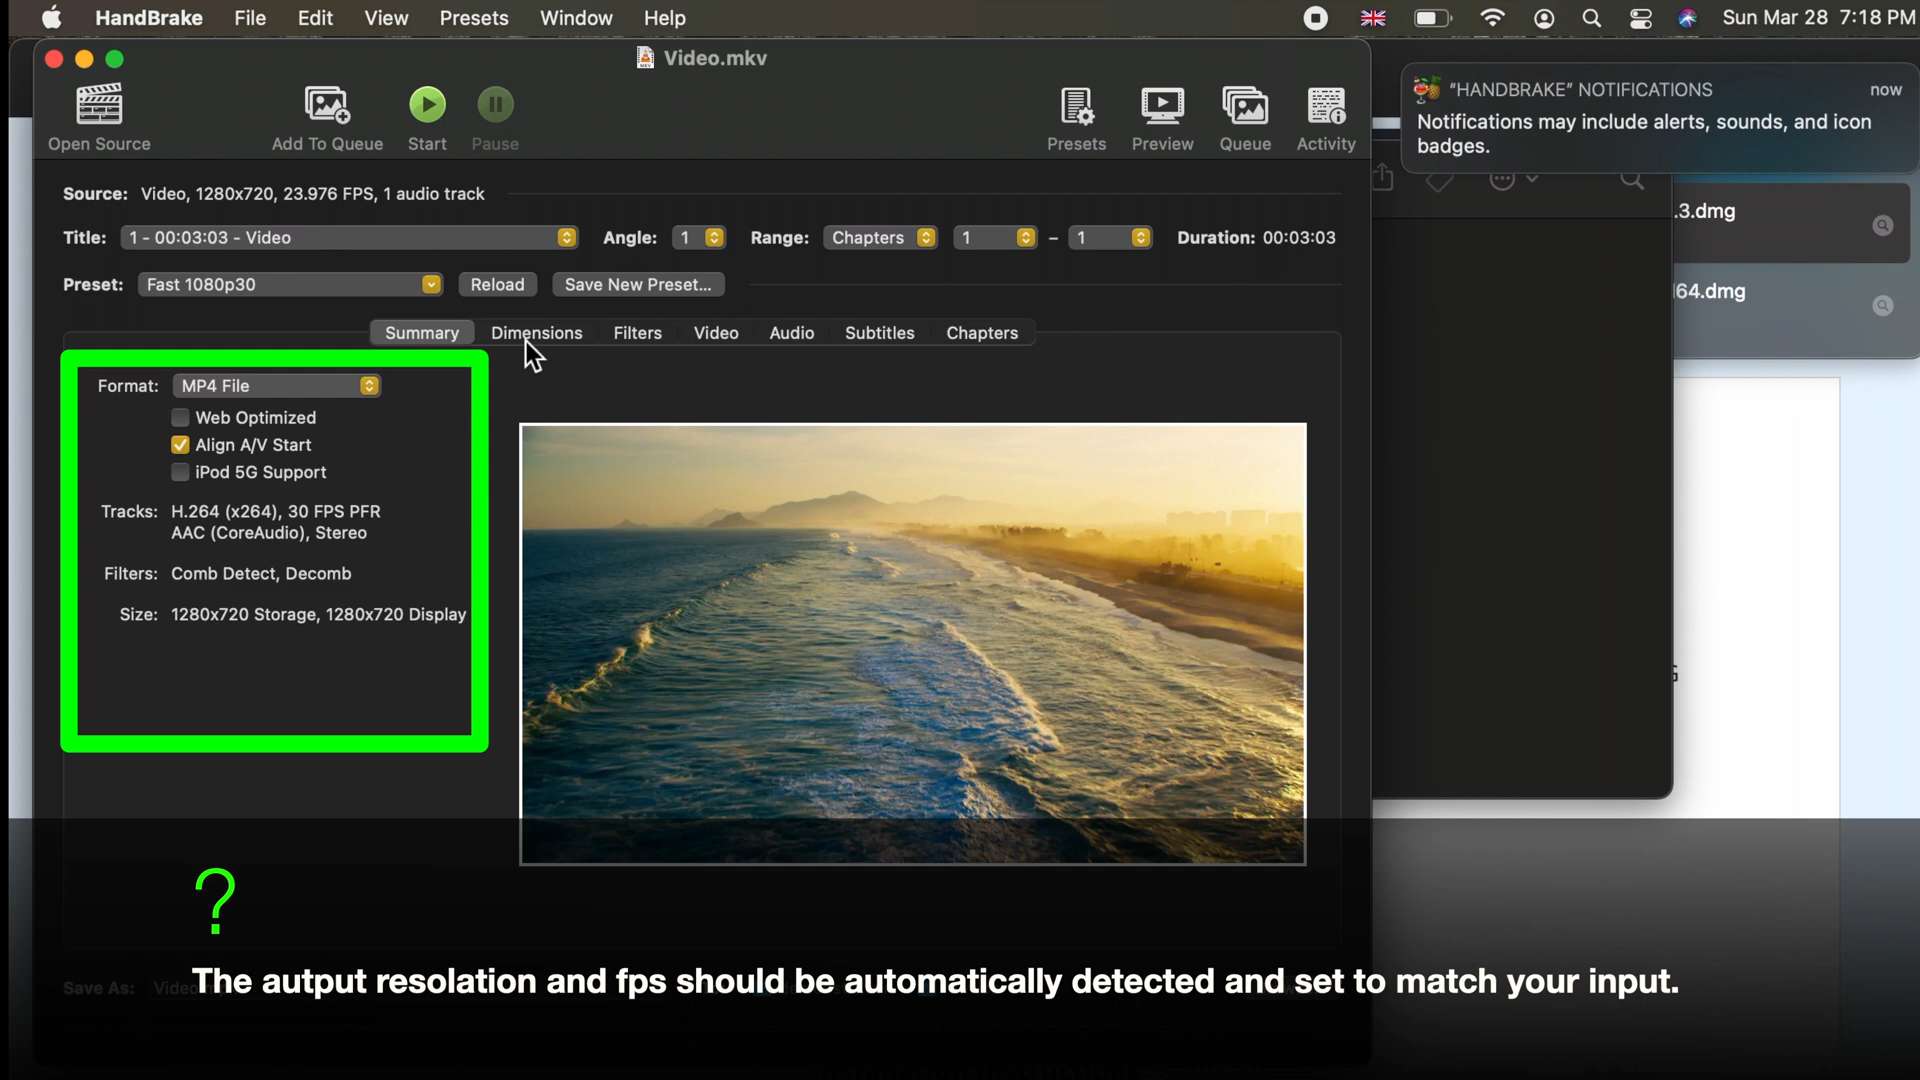 HandBrake File Edit View Presets Window Help Sun Mar 28 7:18 PM
Video.mkv
Open Source Add To Queue Start Pause Presets Preview Queue Activity
"HANDBRAKE" NOTIFICATIONS now
Notifications may include alerts, sounds, and icon
badges.
Source: Video, 1280x720, 23.976 FPS, 1 audio track
.3.dmg
Title: 1 - 00:03:03 - Video Angle: 1 Range: Chapters 1 – 1 Duration: 00:03:03
Preset: Fast 1080p30 Reload Save New Preset...
64.dmg
Summary Dimensions Filters Video Audio Subtitles Chapters
Format: MP4 File
Web Optimized
Align A/V Start
iPod 5G Support
Tracks: H.264 (x264), 30 FPS PFR
AAC (CoreAudio), Stereo
Filters: Comb Detect, Decomb
Size: 1280x720 Storage, 1280x720 Display
?
Save As:
The autput resolation and fps should be automatically detected and set to match your input.